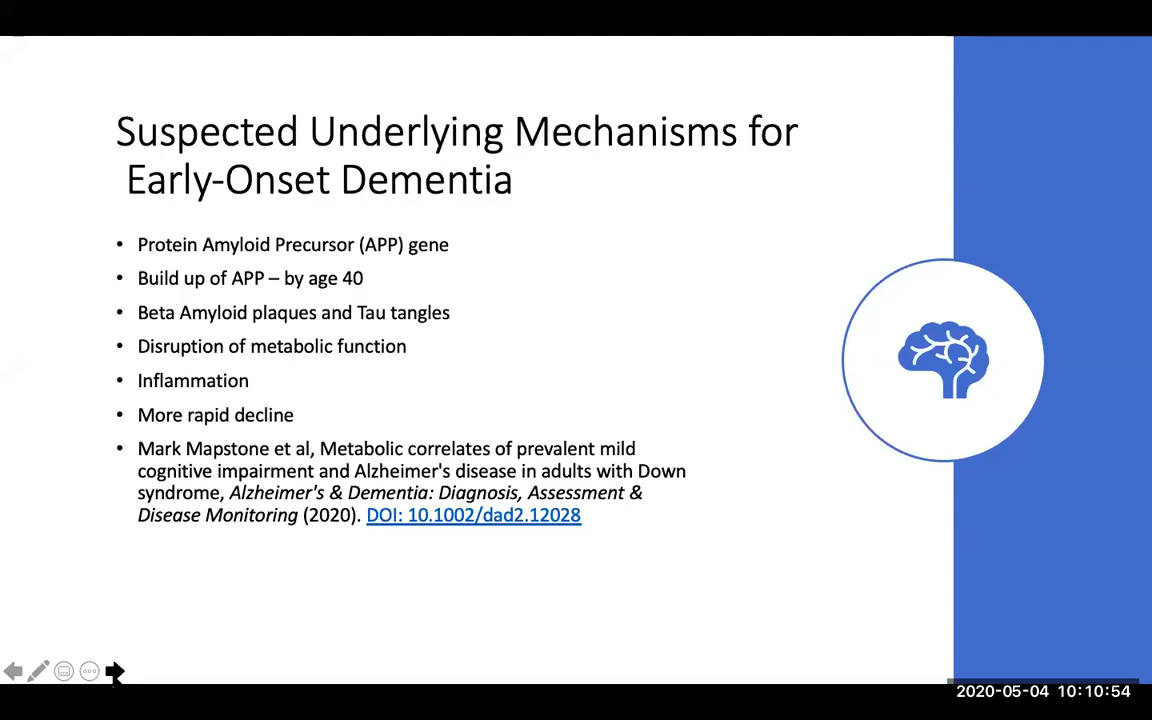 Suspected Underlying Mechanisms for
Early-Onset Dementia
• Protein Amyloid Precursor (APP) gene
• Build up of APP – by age 40
• Beta Amyloid plaques and Tau tangles
• Disruption of metabolic function
• Inflammation
• More rapid decline
• Mark Mapstone et al, Metabolic correlates of prevalent mild
cognitive impairment and Alzheimer's disease in adults with Down
syndrome, Alzheimer's & Dementia: Diagnosis, Assessment &
Disease Monitoring (2020). DOI: 10.1002/dad2.12028
2020-05-04 10:10:54